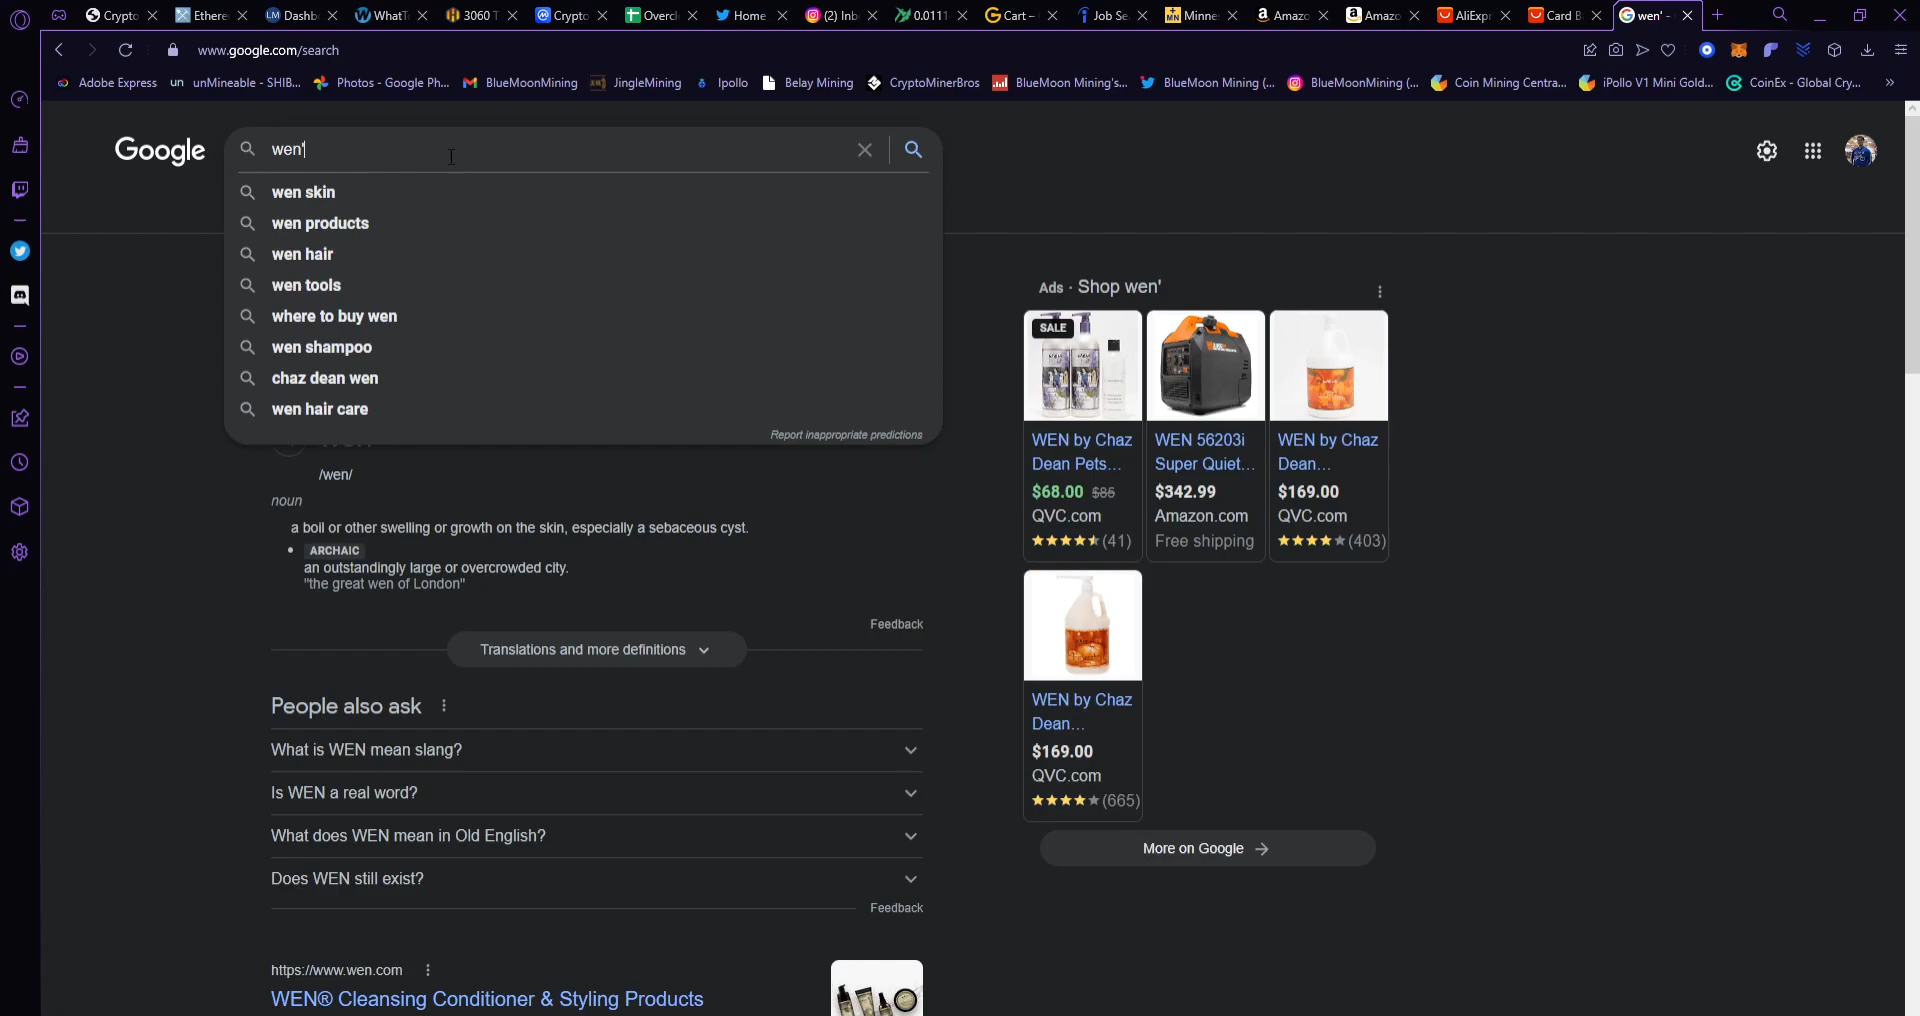 Crypto
Ethere
Dashb
WhatT
3060 T
Crypto
Overcl
Home
(2) Inb
0.0111
Cart –
Job Se
Minne
Amazo
Amazo
AliExpr
Card B
wen' -
www.google.com/search
Adobe Express
unMineable - SHIB...
Photos - Google Ph...
BlueMoonMining
JingleMining
Ipollo
Belay Mining
CryptoMinerBros
BlueMoon Mining's...
BlueMoon Mining (...
BlueMoonMining (...
Coin Mining Centra...
iPollo V1 Mini Gold...
CoinEx - Global Cry...
Google
wen'
wen skin
wen products
wen hair
wen tools
where to buy wen
wen shampoo
chaz dean wen
wen hair care
Report inappropriate predictions
/wen/
noun
a boil or other swelling or growth on the skin, especially a sebaceous cyst.
ARCHAIC
an outstandingly large or overcrowded city.
"the great wen of London"
Feedback
Translations and more definitions
People also ask
What is WEN mean slang?
Is WEN a real word?
What does WEN mean in Old English?
Does WEN still exist?
Feedback
https://www.wen.com
WEN® Cleansing Conditioner & Styling Products
Ads · Shop wen'
SALE
WEN by Chaz
Dean Pets...
$68.00 $85
QVC.com
(41)
WEN 56203i
Super Quiet...
$342.99
Amazon.com
Free shipping
WEN by Chaz
Dean...
$169.00
QVC.com
(403)
WEN by Chaz
Dean...
$169.00
QVC.com
(665)
More on Google